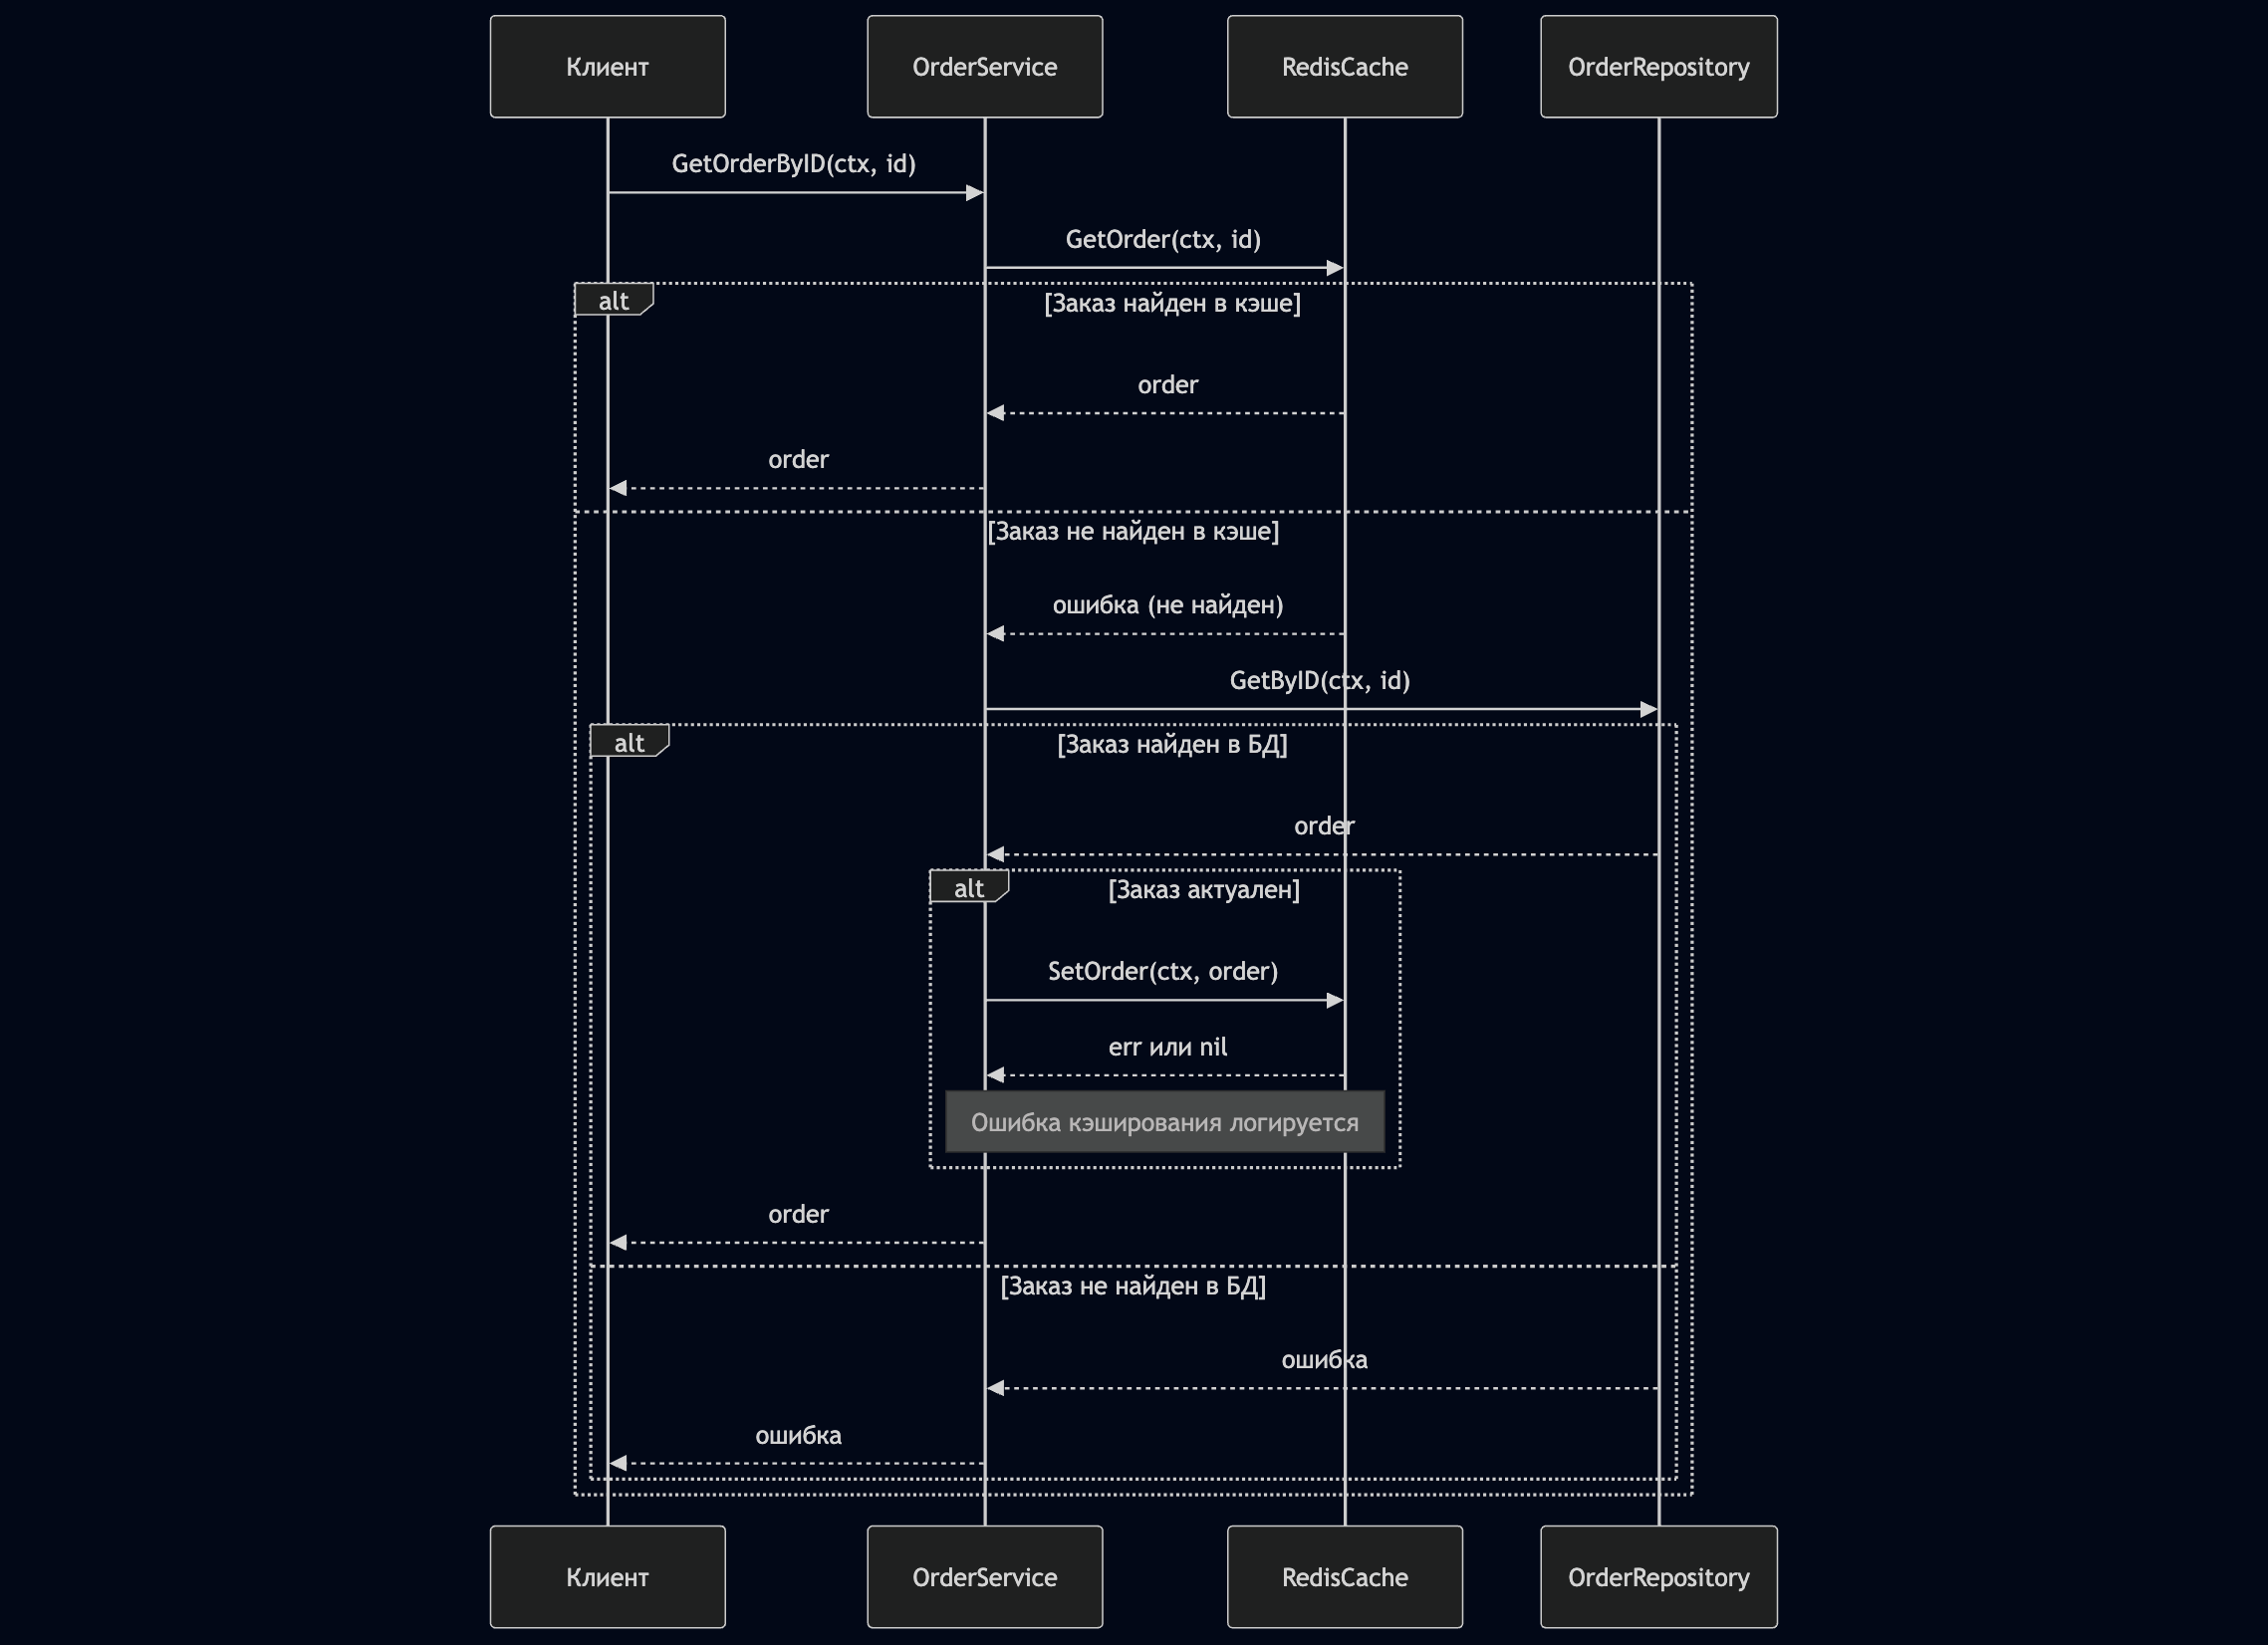 Клиент
OrderService
RedisCache
OrderRepository
GetOrderByID(ctx, id)
GetOrder(ctx, id)
alt
[Заказ найден в кэше]
order
order
[Заказ не найден в кэше]
ошибка (не найден)
GetByID(ctx, id)
alt
[Заказ найден в БД]
order
alt
[Заказ актуален]
SetOrder(ctx, order)
err или nil
Ошибка кэширования логируется
order
[Заказ не найден в БД]
ошибка
ошибка
Клиент
OrderService
RedisCache
OrderRepository